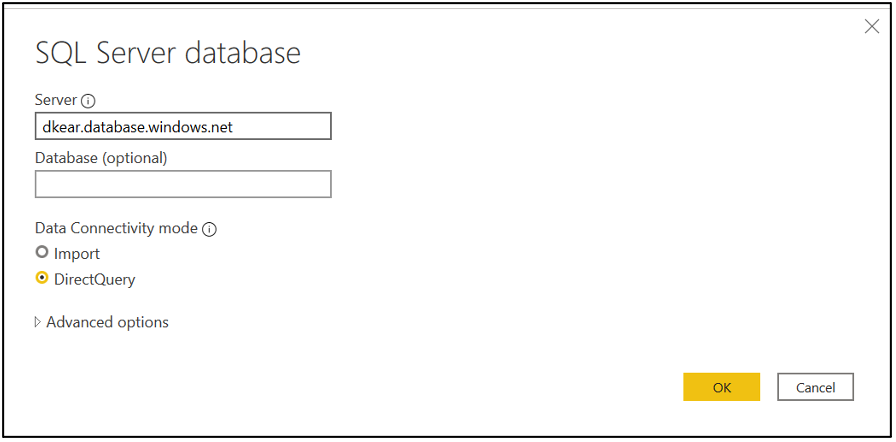 SQL Server database
Server
dkear.database.windows.net
Database (optional)
Data Connectivity mode
Import
DirectQuery
Advanced options
OK Cancel